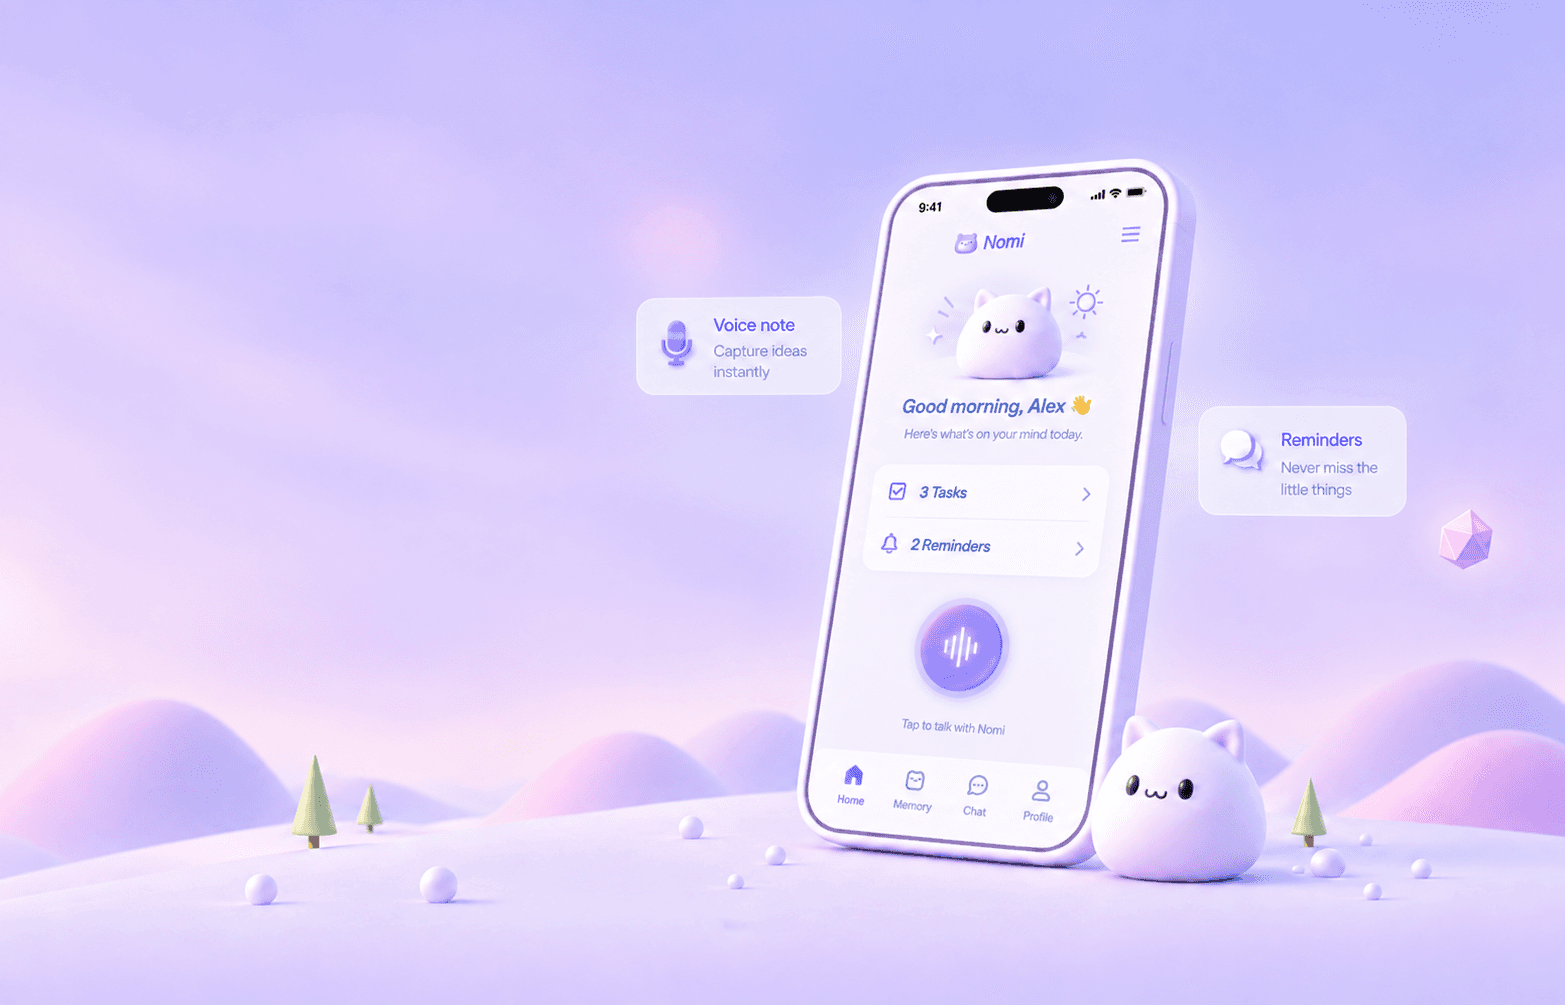 9:41
Nomi
Voice note
Capture ideas
instantly
Good morning, Alex 👋
Here's what's on your mind today.
Reminders
Never miss the
little things
3 Tasks
2 Reminders
Tap to talk with Nomi
Home
Memory
Chat
Profile